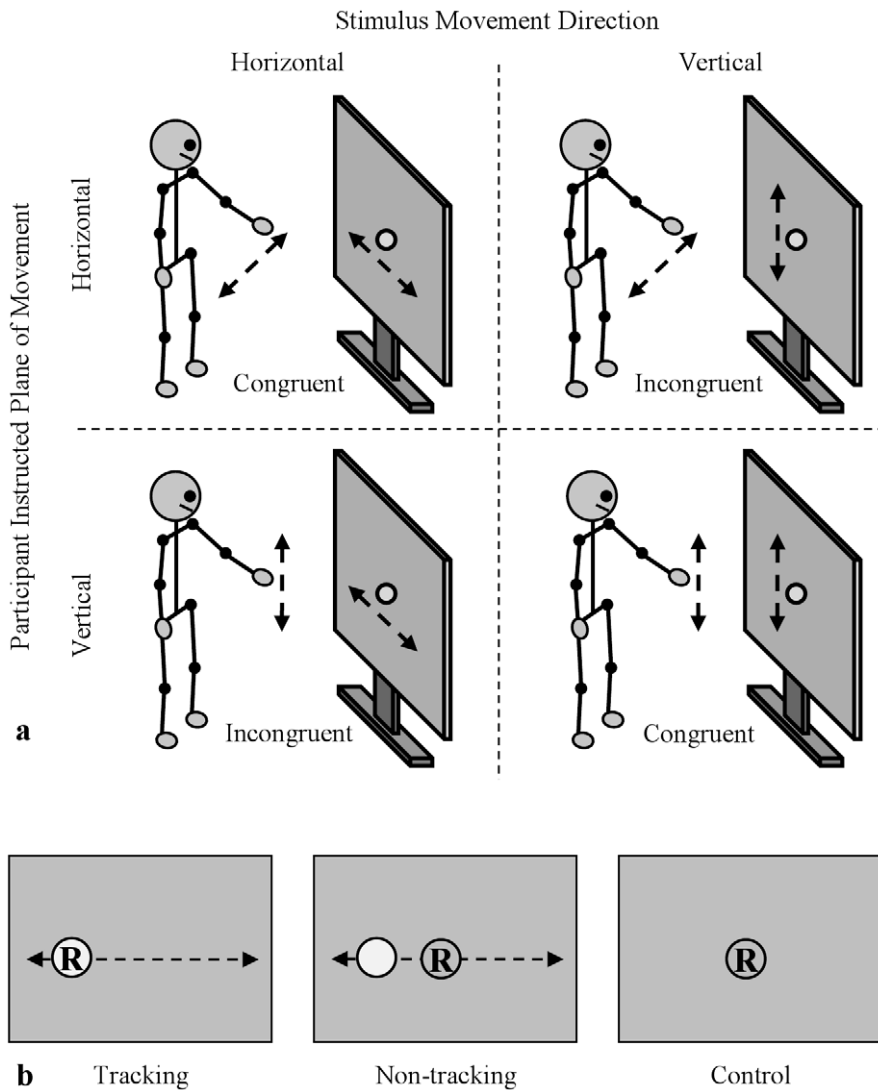 Stimulus Movement Direction
Horizontal
Vertical
Participant Instructed Plane of Movement
Horizontal
Congruent
Incongruent
Vertical
Incongruent
Congruent
a
R
R
R
b
Tracking
Non-tracking
Control